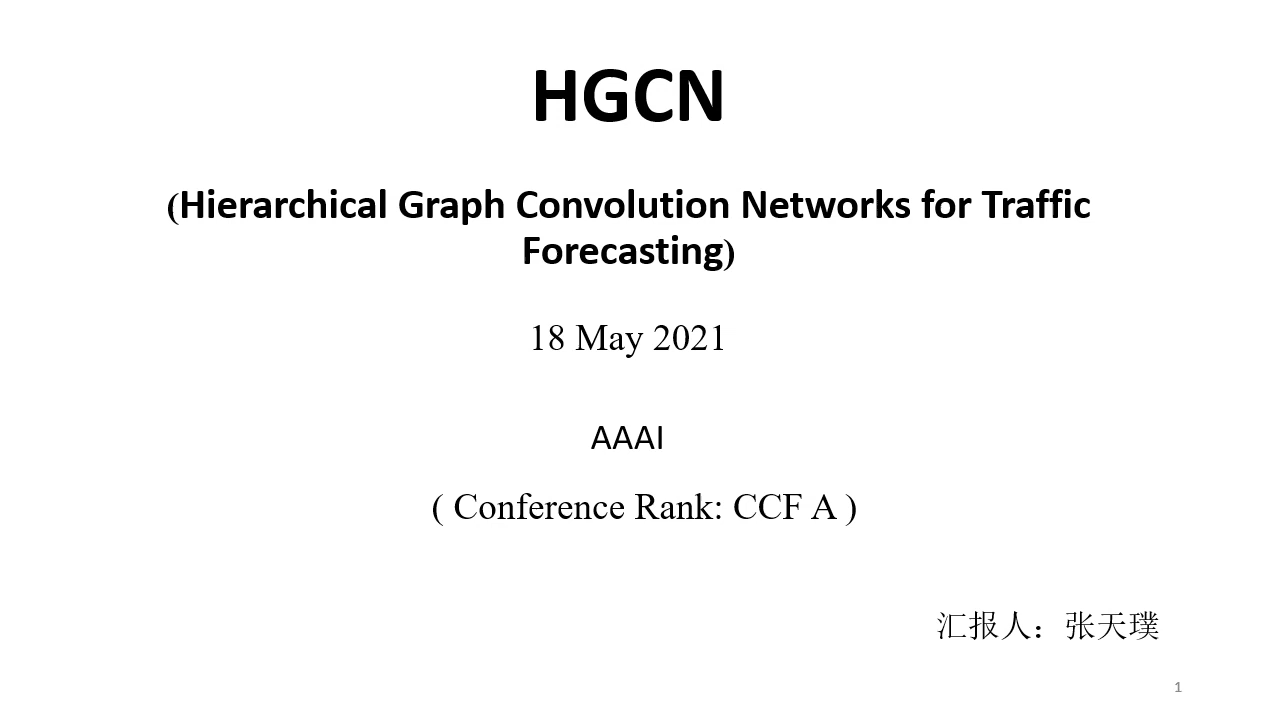 HGCN
(Hierarchical Graph Convolution Networks for Traffic
Forecasting)
18 May 2021
AAAI
( Conference Rank: CCF A )
汇报人：张天璞
1